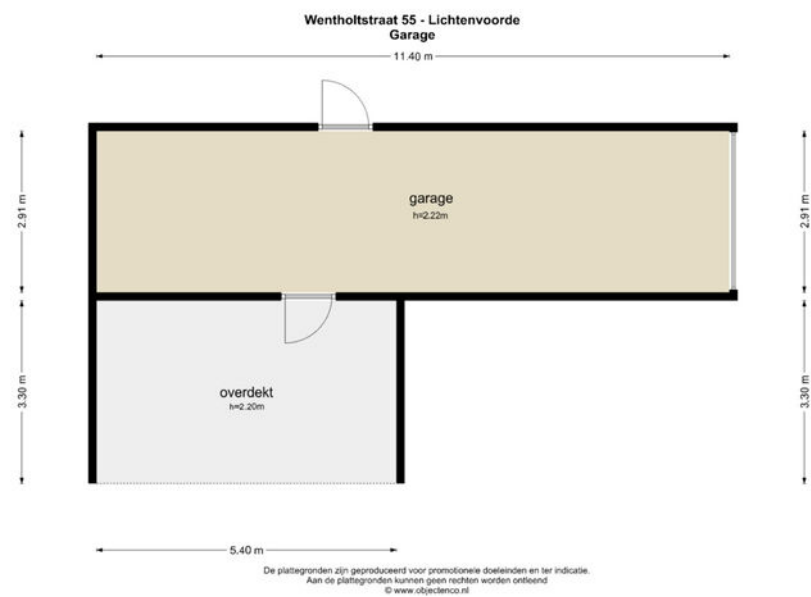 Wentholtstraat 55 - Lichtenvoorde
Garage
11.40 m
2.91 m
2.91 m
garage
h=2.22m
3.30 m
3.30 m
overdekt
h=2.20m
5.40 m
De plattegronden zijn geproduceerd voor promotionele doeleinden en ter indicatie.
Aan de plattegronden kunnen geen rechten worden ontleend
© www.objectenco.nl